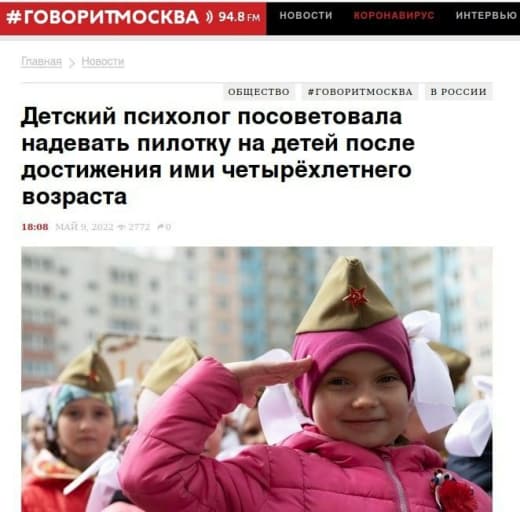 #ГОВОРИТМОСКВА 94.8 FM НОВОСТИ КОРОНАВИРУС ИНТЕРВЬЮ
Главная > Новости
ОБЩЕСТВО #ГОВОРИТМОСКВА В РОССИИ
Детский психолог посоветовала
надевать пилотку на детей после
достижения ими четырёхлетнего
возраста
18:08 МАЙ 9, 2022 2772 0